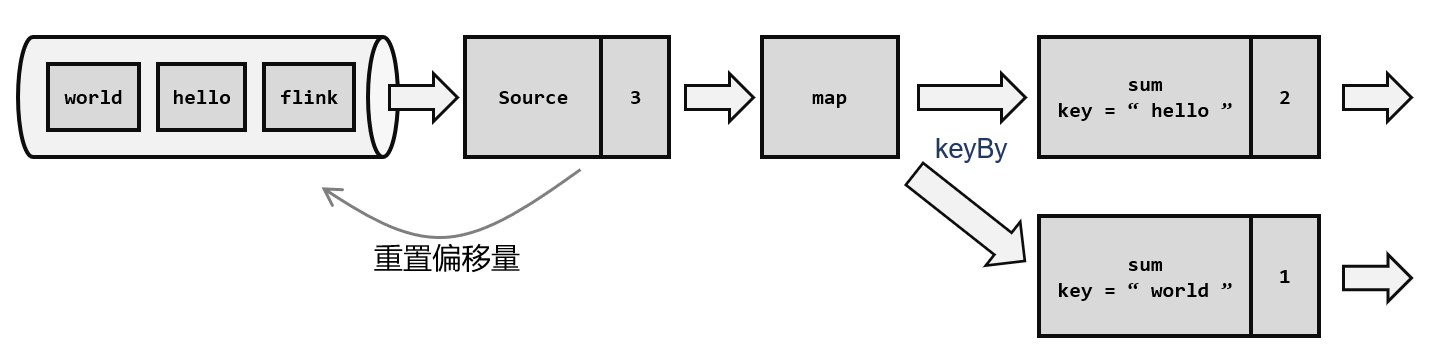 world
hello
flink
Source
3
map
keyBy
sum
key = “ hello ”
2
重置偏移量
sum
key = “ world ”
1